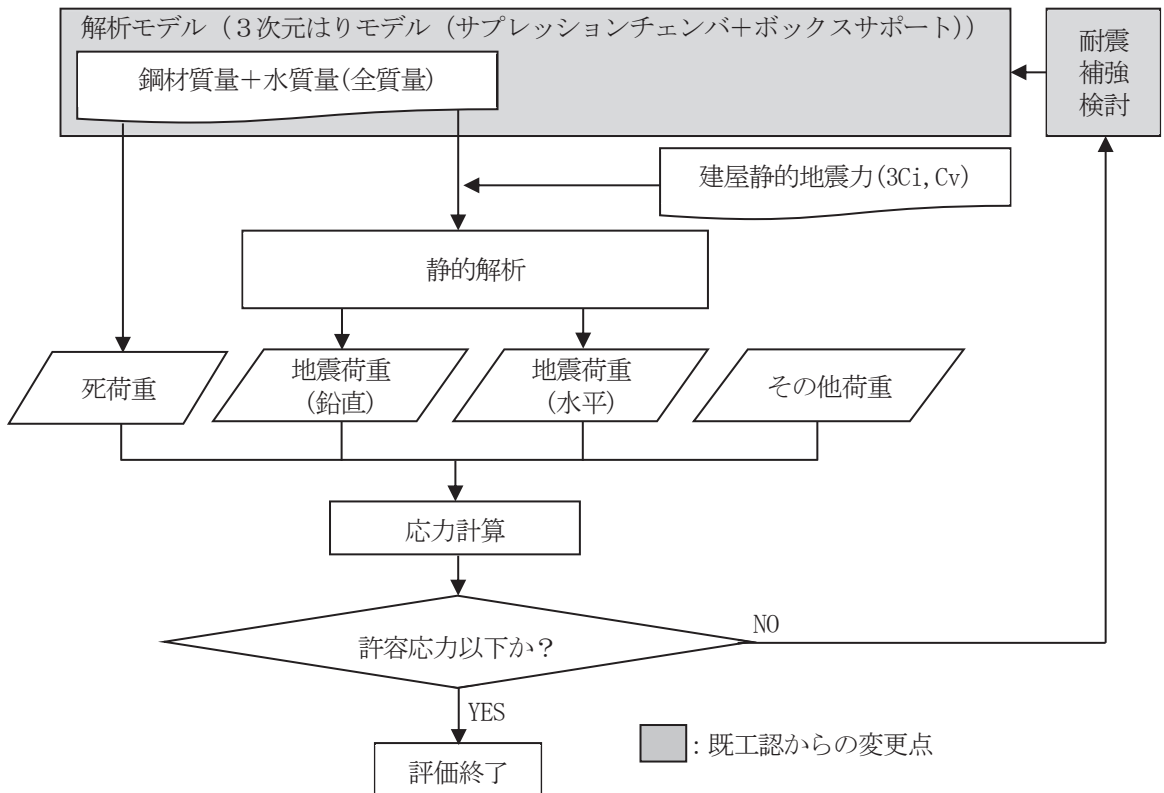 解析モデル（３次元はりモデル（サプレッションチェンバ＋ボックスサポート））
耐震
補強
検討
鋼材質量＋水質量(全質量)
建屋静的地震力(3Ci,Cv)
静的解析
死荷重
地震荷重
(鉛直)
地震荷重
(水平)
その他荷重
応力計算
許容応力以下か？
NO
YES
：既工認からの変更点
評価終了